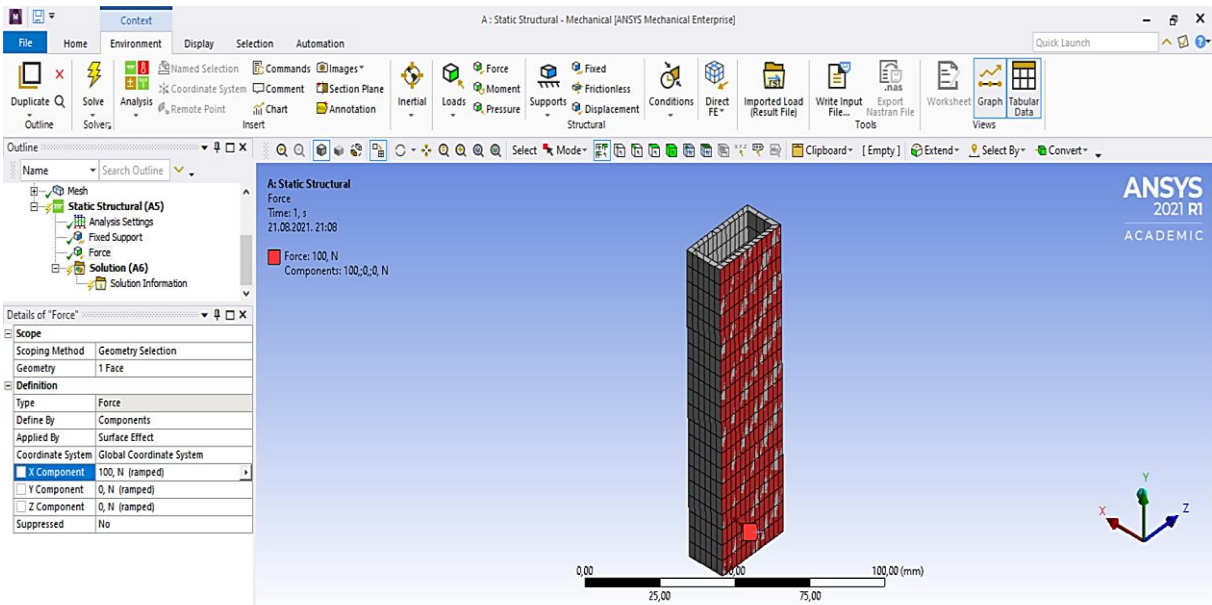 Context
A : Static Structural - Mechanical [ANSYS Mechanical Enterprise]
File Home Environment Display Selection Automation
Quick Launch
Duplicate Q
Outline
Solve
Solver
Analysis
Named Selection
Coordinate System
Remote Point
Commands
Comment
Chart
Images
Section Plane
Annotation
Insert
Inertial
Loads
Force
Moment
Pressure
Supports
Fixed
Frictionless
Displacement
Structural
Conditions
Direct
FE
Imported Load
(Result File)
Write Input
File...
Export
Nastran File
Tools
Worksheet
Graph
Tabular
Data
Views
Outline
Select Mode Clipboard [Empty] Extend Select By Convert
Name Search Outline
Mesh
Static Structural (A5)
Analysis Settings
Fixed Support
Force
Solution (A6)
Solution Information
Details of "Force"
Scope
Scoping Method Geometry Selection
Geometry 1 Face
Definition
Type Force
Define By Components
Applied By Surface Effect
Coordinate System Global Coordinate System
X Component 100, N (ramped)
Y Component 0, N (ramped)
Z Component 0, N (ramped)
Suppressed No
A: Static Structural
Force
Time: 1, s
21.08.2021. 21:08
Force: 100, N
Components: 100,;0,;0, N
ANSYS
2021 R1
ACADEMIC
Y
X Z
0,00 100,00 (mm)
25,00 75,00